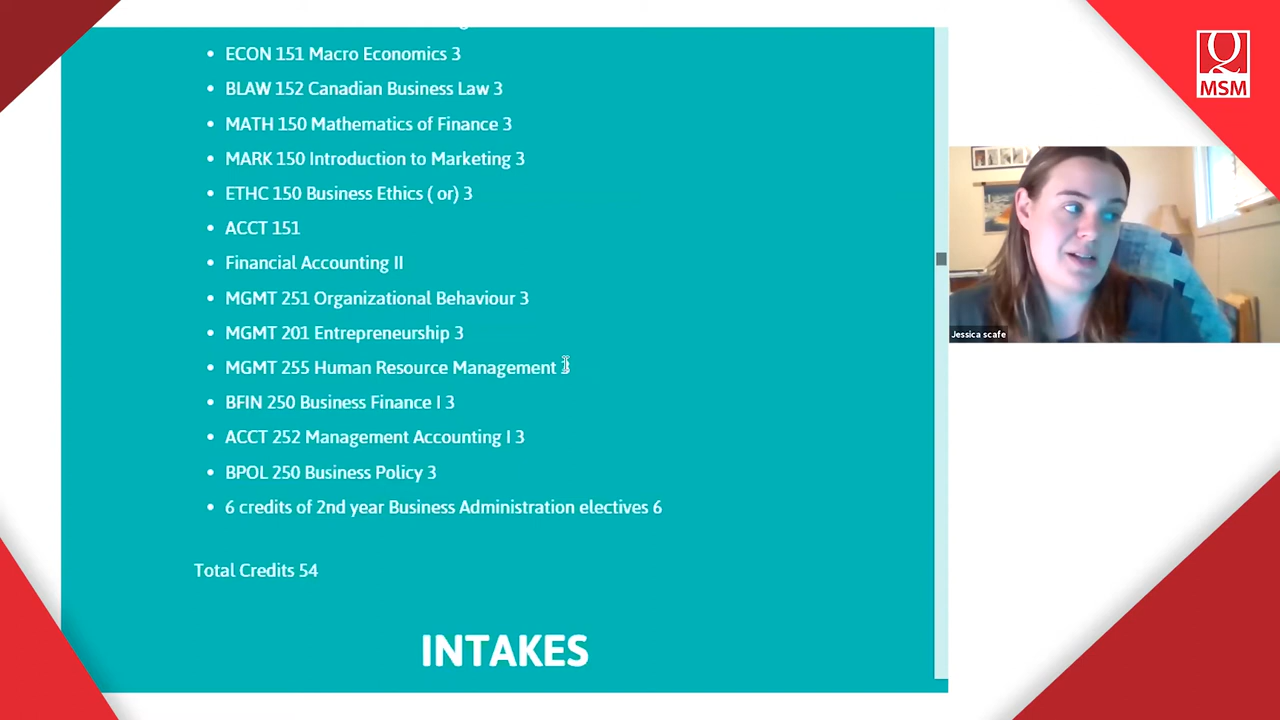 ECON 151 Macro Economics 3
BLAW 152 Canadian Business Law 3
MATH 150 Mathematics of Finance 3
MARK 150 Introduction to Marketing 3
ETHC 150 Business Ethics ( or) 3
ACCT 151
Financial Accounting II
MGMT 251 Organizational Behaviour 3
MGMT 201 Entrepreneurship 3
MGMT 255 Human Resource Management 3
BFIN 250 Business Finance I 3
ACCT 252 Management Accounting I 3
BPOL 250 Business Policy 3
6 credits of 2nd year Business Administration electives 6
Total Credits 54
INTAKES
Q
MSM
Jessica scafe